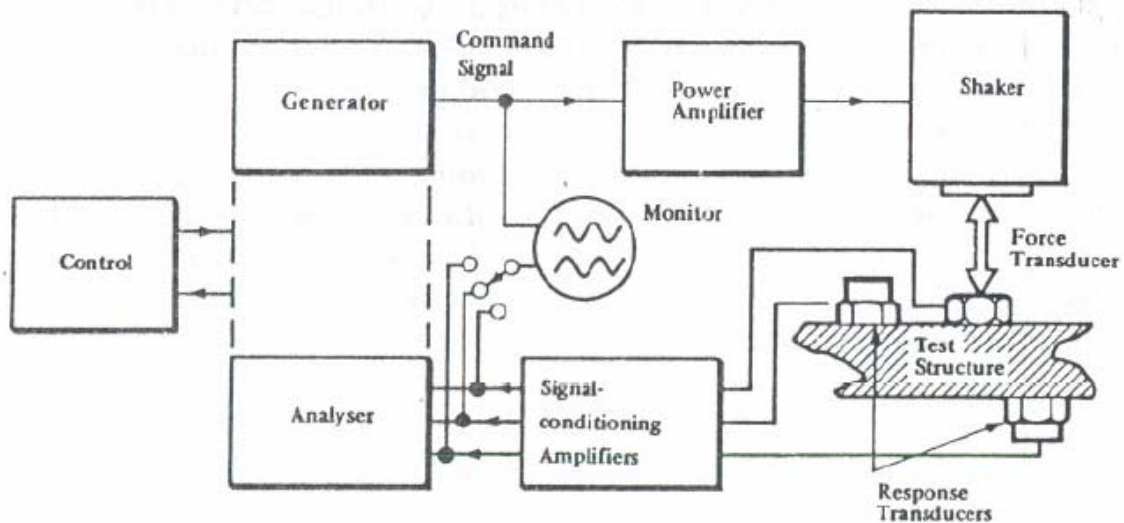 Command
Signal
Generator
Power
Amplifier
Shaker
Control
Monitor
Force
Transducer
Test
Structure
Analyser
Signal-
conditioning
Amplifiers
Response
Transducers